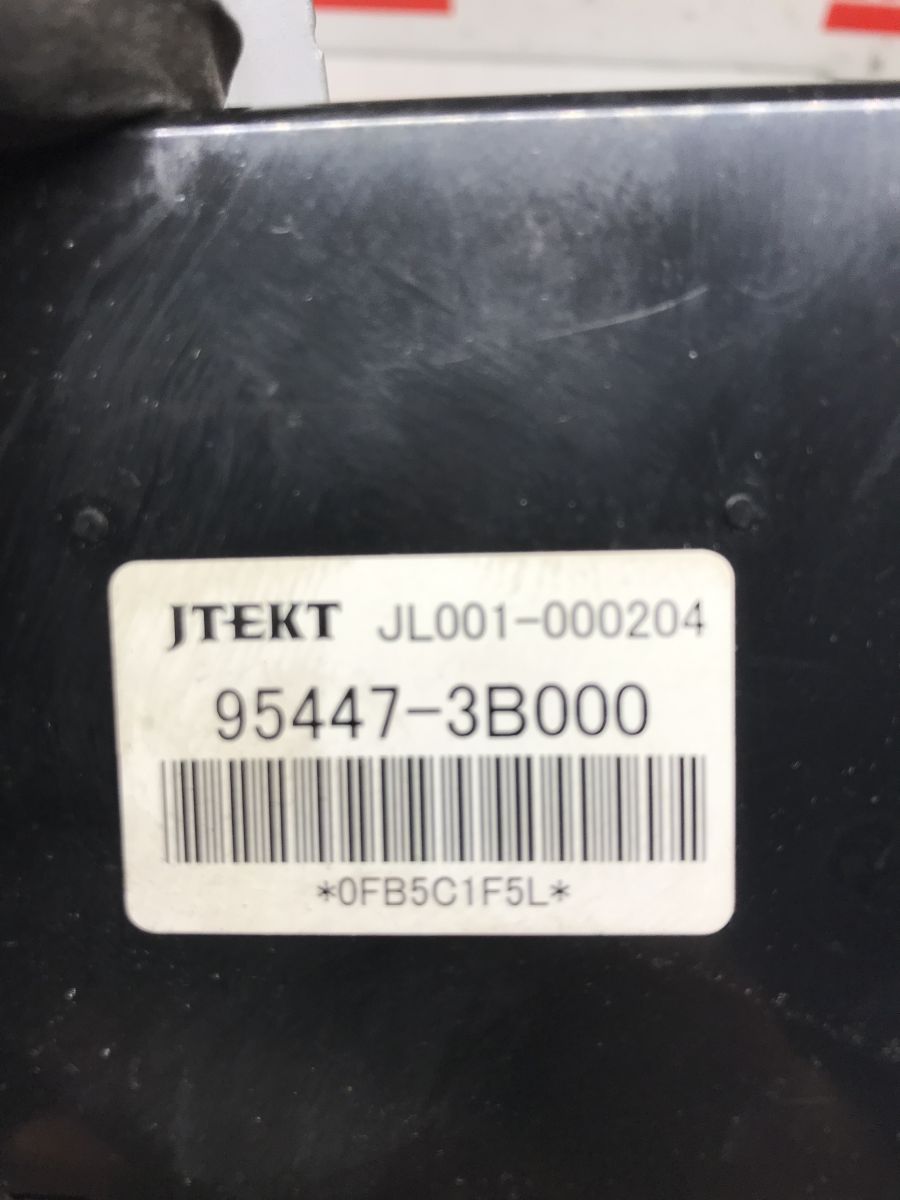 JTEKT JL001-000204
95447-3B000
*0FB5C1F5L*